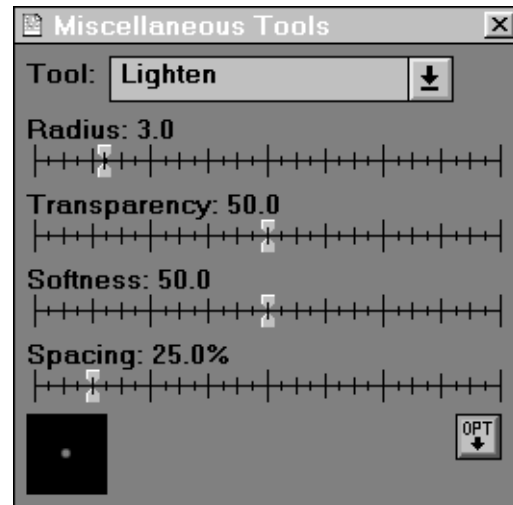 Miscellaneous Tools
Tool: Lighten
Radius: 3.0
Transparency: 50.0
Softness: 50.0
Spacing: 25.0%
OPT